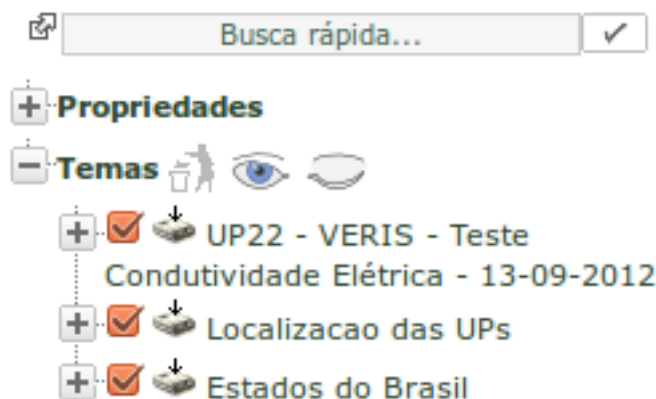 Busca rápida...
Propriedades
Temas
UP22 - VERIS - Teste
Condutividade Elétrica - 13-09-2012
Localizacao das UPs
Estados do Brasil